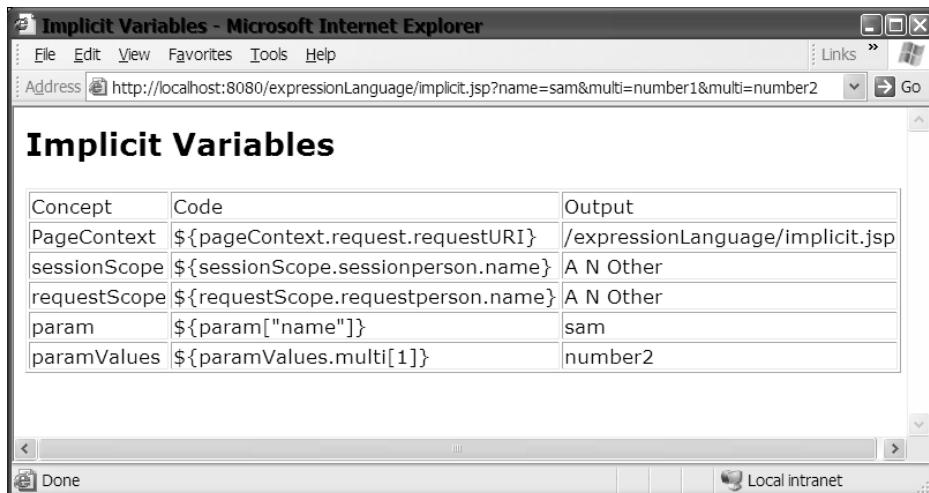 Implicit Variables - Microsoft Internet Explorer
File Edit View Favorites Tools Help Links »
Address http://localhost:8080/expressionLanguage/implicit.jsp?name=sam&multi=number1&multi=number2 Go
Implicit Variables
Concept Code Output
PageContext ${pageContext.request.requestURI} /expressionLanguage/implicit.jsp
sessionScope ${sessionScope.sessionperson.name} A N Other
requestScope ${requestScope.requestperson.name} A N Other
param ${param["name"]} sam
paramValues ${paramValues.multi[1]} number2
Done Local intranet